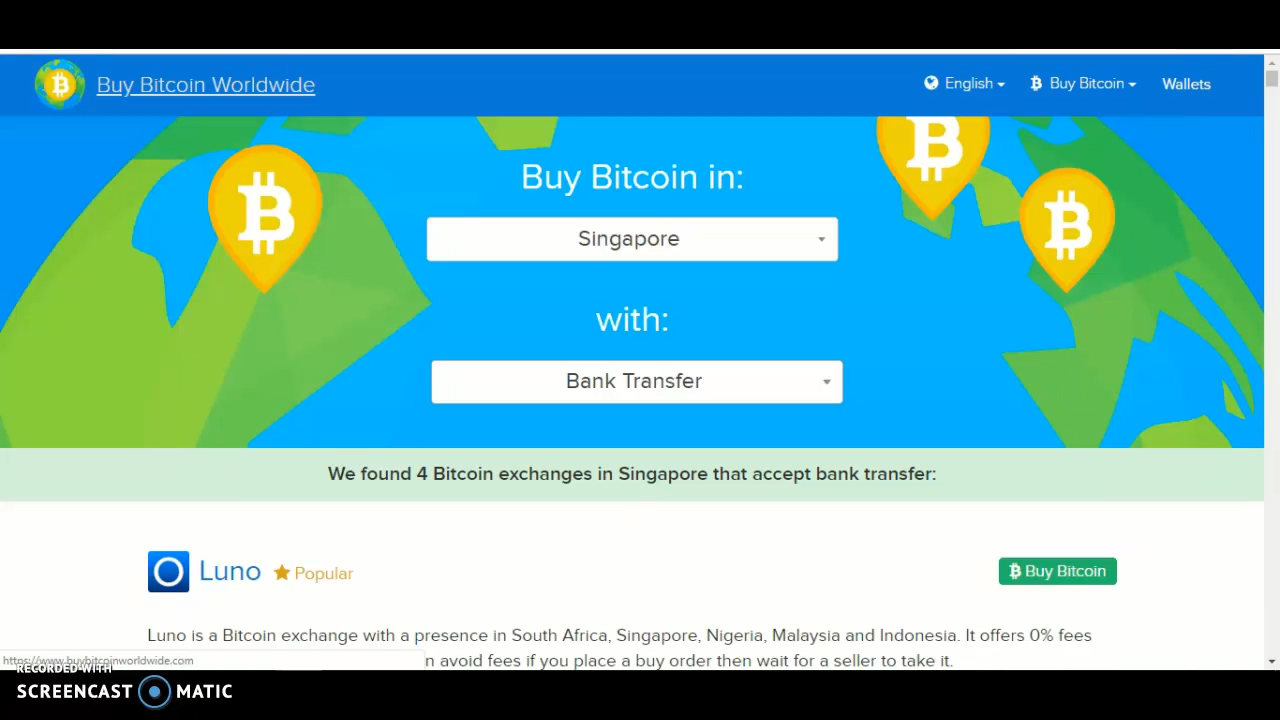 Buy Bitcoin Worldwide
English
Buy Bitcoin
Wallets
Buy Bitcoin in:
Singapore
with:
Bank Transfer
We found 4 Bitcoin exchanges in Singapore that accept bank transfer:
Luno
Popular
Buy Bitcoin
Luno is a Bitcoin exchange with a presence in South Africa, Singapore, Nigeria, Malaysia and Indonesia. It offers 0% fees
n avoid fees if you place a buy order then wait for a seller to take it.
https://www.buybitcoinworldwide.com
RECORDED WITH
SCREENCAST MATIC